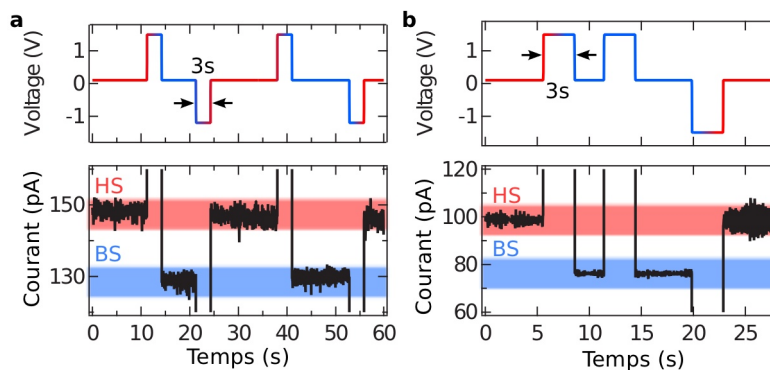 a
Voltage (V)
1
0
-1
3s
Courant (pA)
150
130
HS
BS
0 10 20 30 40 50 60
Temps (s)
b
Voltage (V)
1
0
-1
3s
Courant (pA)
120
100
80
60
HS
BS
0 5 10 15 20 25
Temps (s)